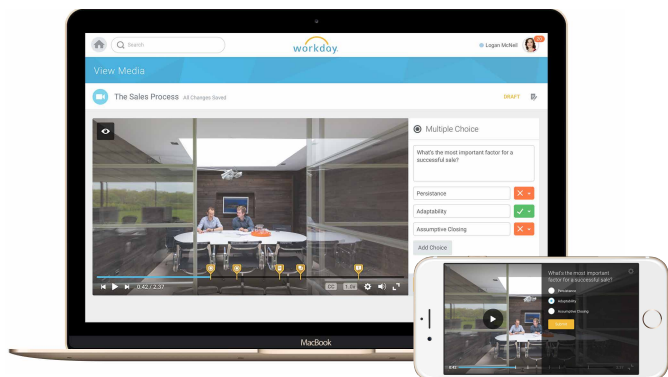 Search
workday.
Logan McNeil
View Media
The Sales Process All Changes Saved
DRAFT
Multiple Choice
What's the most important factor for a
successful sale?
Persistance
Adaptability
Assumptive Closing
Add Choice
0:42 / 2:37
CC
1.0x
MacBook
What's the most important
factor for a successful sale?
Persistance
Adaptability
Assumptive Closing
0:42